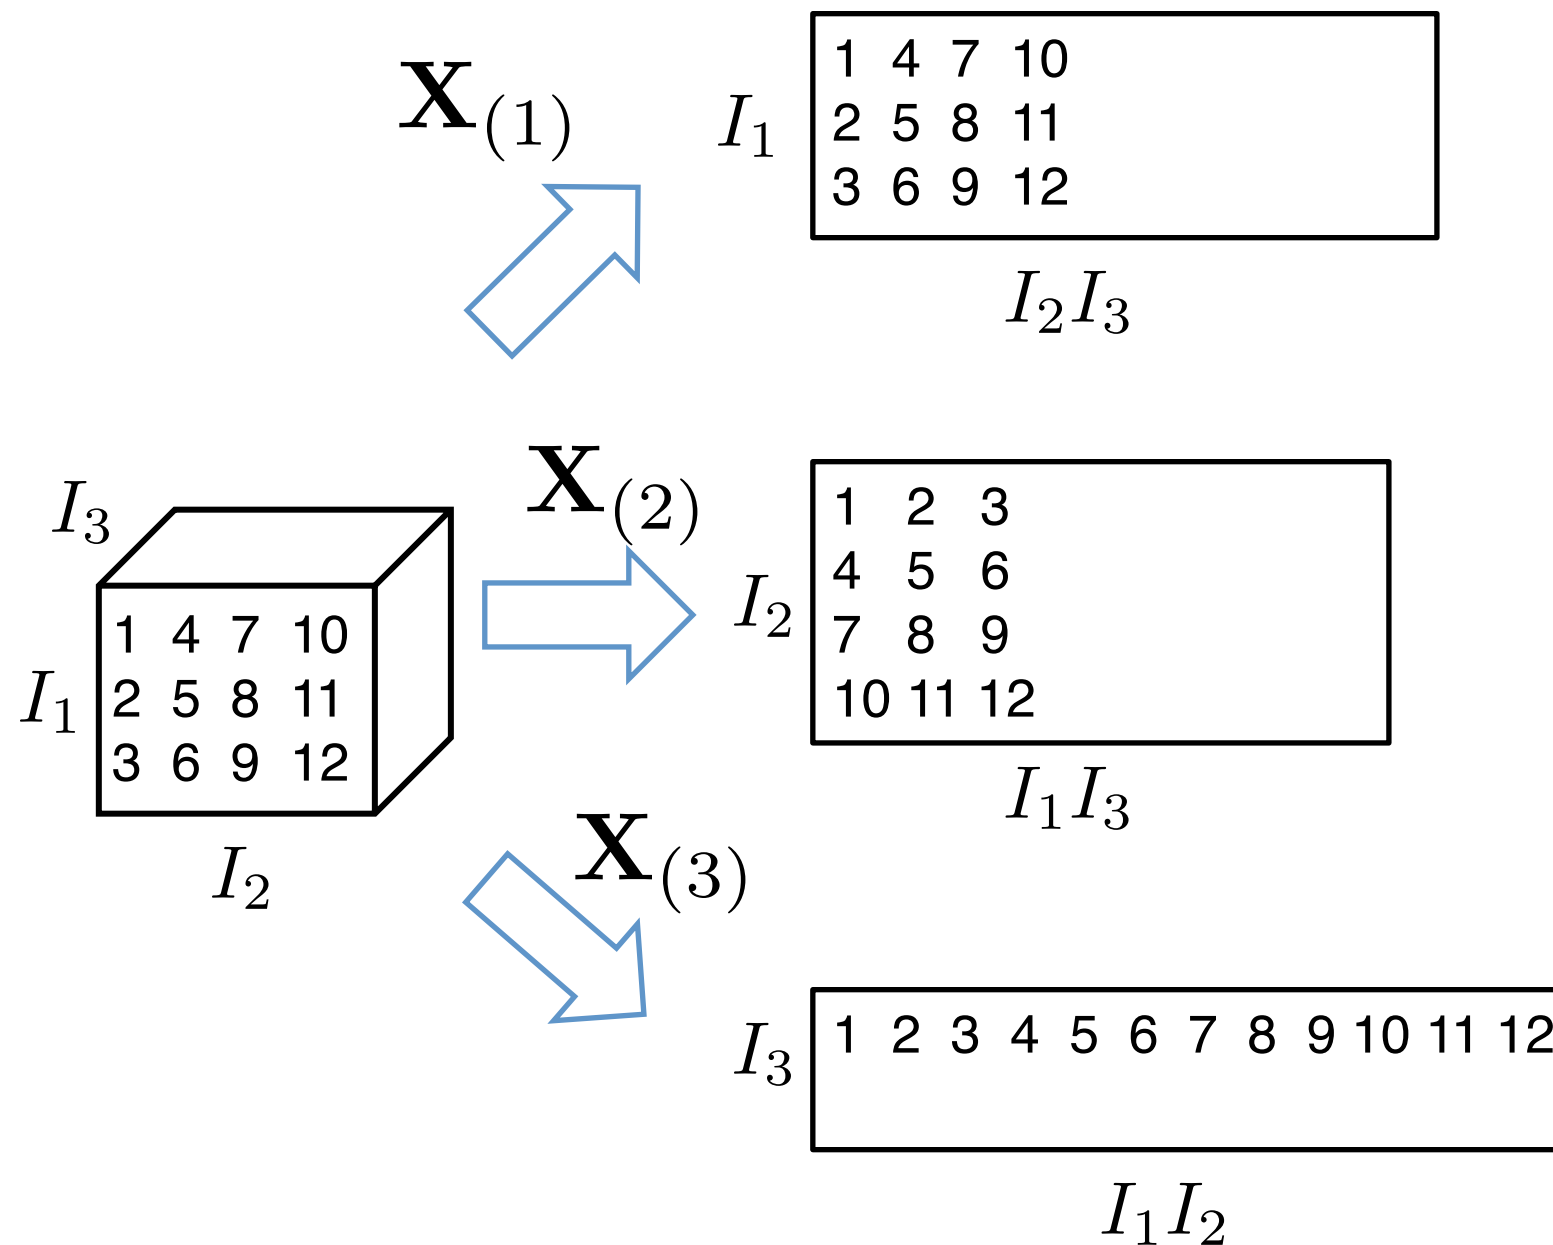 X(1)
I1
1 4 7 10
2 5 8 11
3 6 9 12
I2I3
X(2)
I2
1 2 3
4 5 6
7 8 9
10 11 12
I1I3
I3
I1
1 4 7 10
2 5 8 11
3 6 9 12
I2
X(3)
I3
1 2 3 4 5 6 7 8 9 10 11 12
I1I2